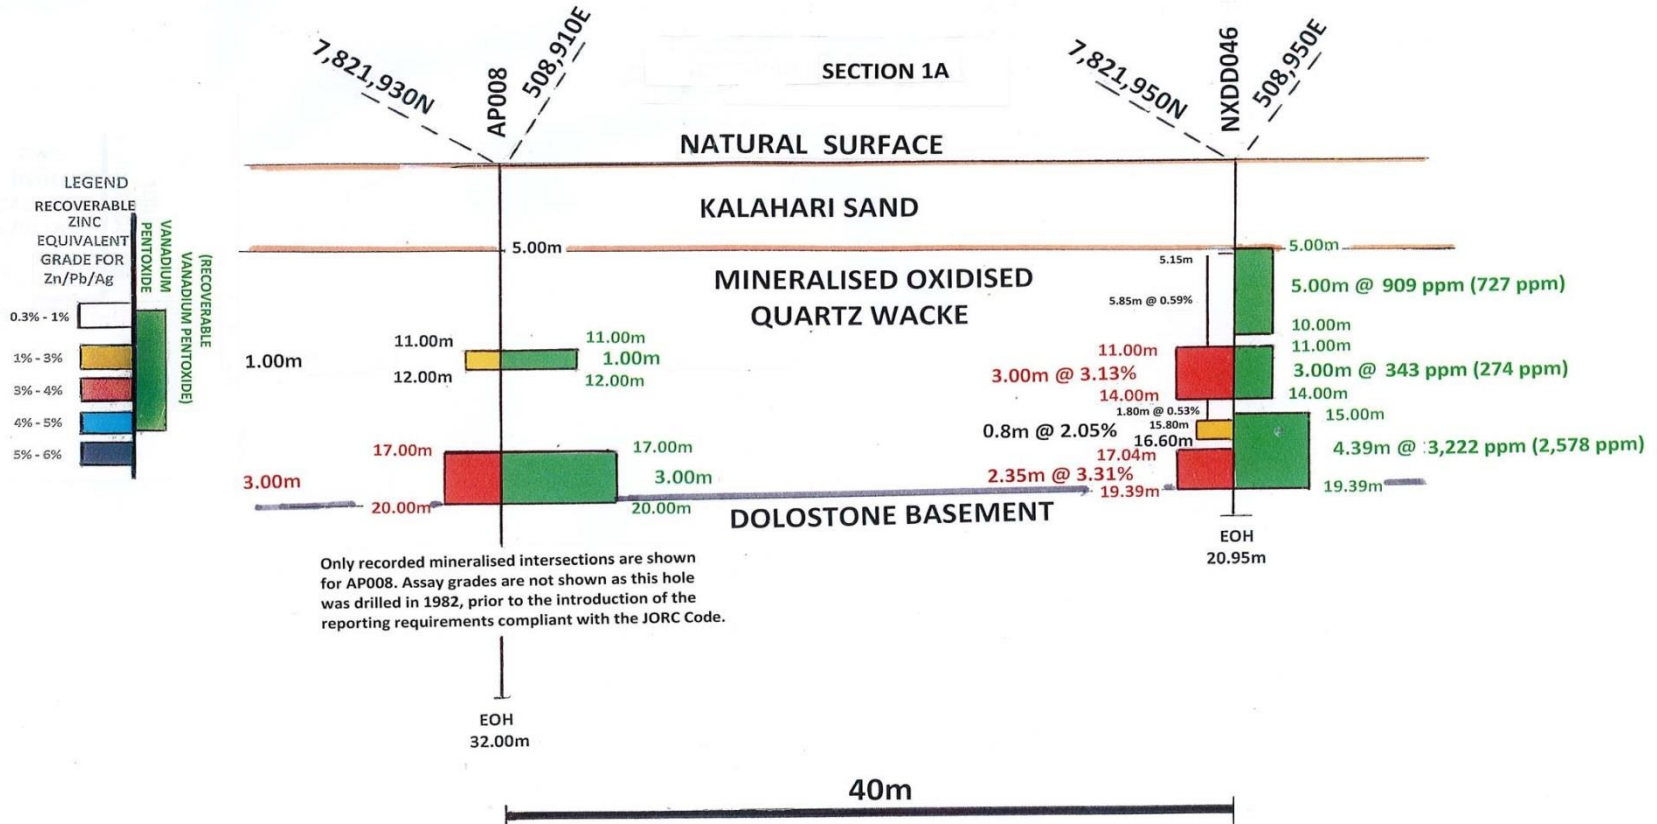 SECTION 1A
7,821,930N
AP008
508,910E
7,821,950N
NXDD046
508,950E
NATURAL SURFACE
KALAHARI SAND
LEGEND
RECOVERABLE
ZINC
EQUIVALENT
GRADE FOR
Zn/Pb/Ag
VANADIUM
PENTOXIDE
(RECOVERABLE
VANADIUM PENTOXIDE)
0.3% - 1%
1% - 3%
3% - 4%
4% - 5%
5% - 6%
5.00m
MINERALISED OXIDISED
QUARTZ WACKE
1.00m
11.00m
12.00m
11.00m
1.00m
12.00m
3.00m
17.00m
20.00m
17.00m
3.00m
20.00m
5.15m
5.85m @ 0.59%
11.00m
3.00m @ 3.13%
14.00m
1.80m @ 0.53%
15.80m
0.8m @ 2.05%
16.60m
17.04m
2.35m @ 3.31%
19.39m
5.00m
5.00m @ 909 ppm (727 ppm)
10.00m
11.00m
3.00m @ 343 ppm (274 ppm)
14.00m
15.00m
4.39m @ 3,222 ppm (2,578 ppm)
19.39m
DOLOSTONE BASEMENT
EOH
20.95m
Only recorded mineralised intersections are shown
for AP008. Assay grades are not shown as this hole
was drilled in 1982, prior to the introduction of the
reporting requirements compliant with the JORC Code.
EOH
32.00m
40m